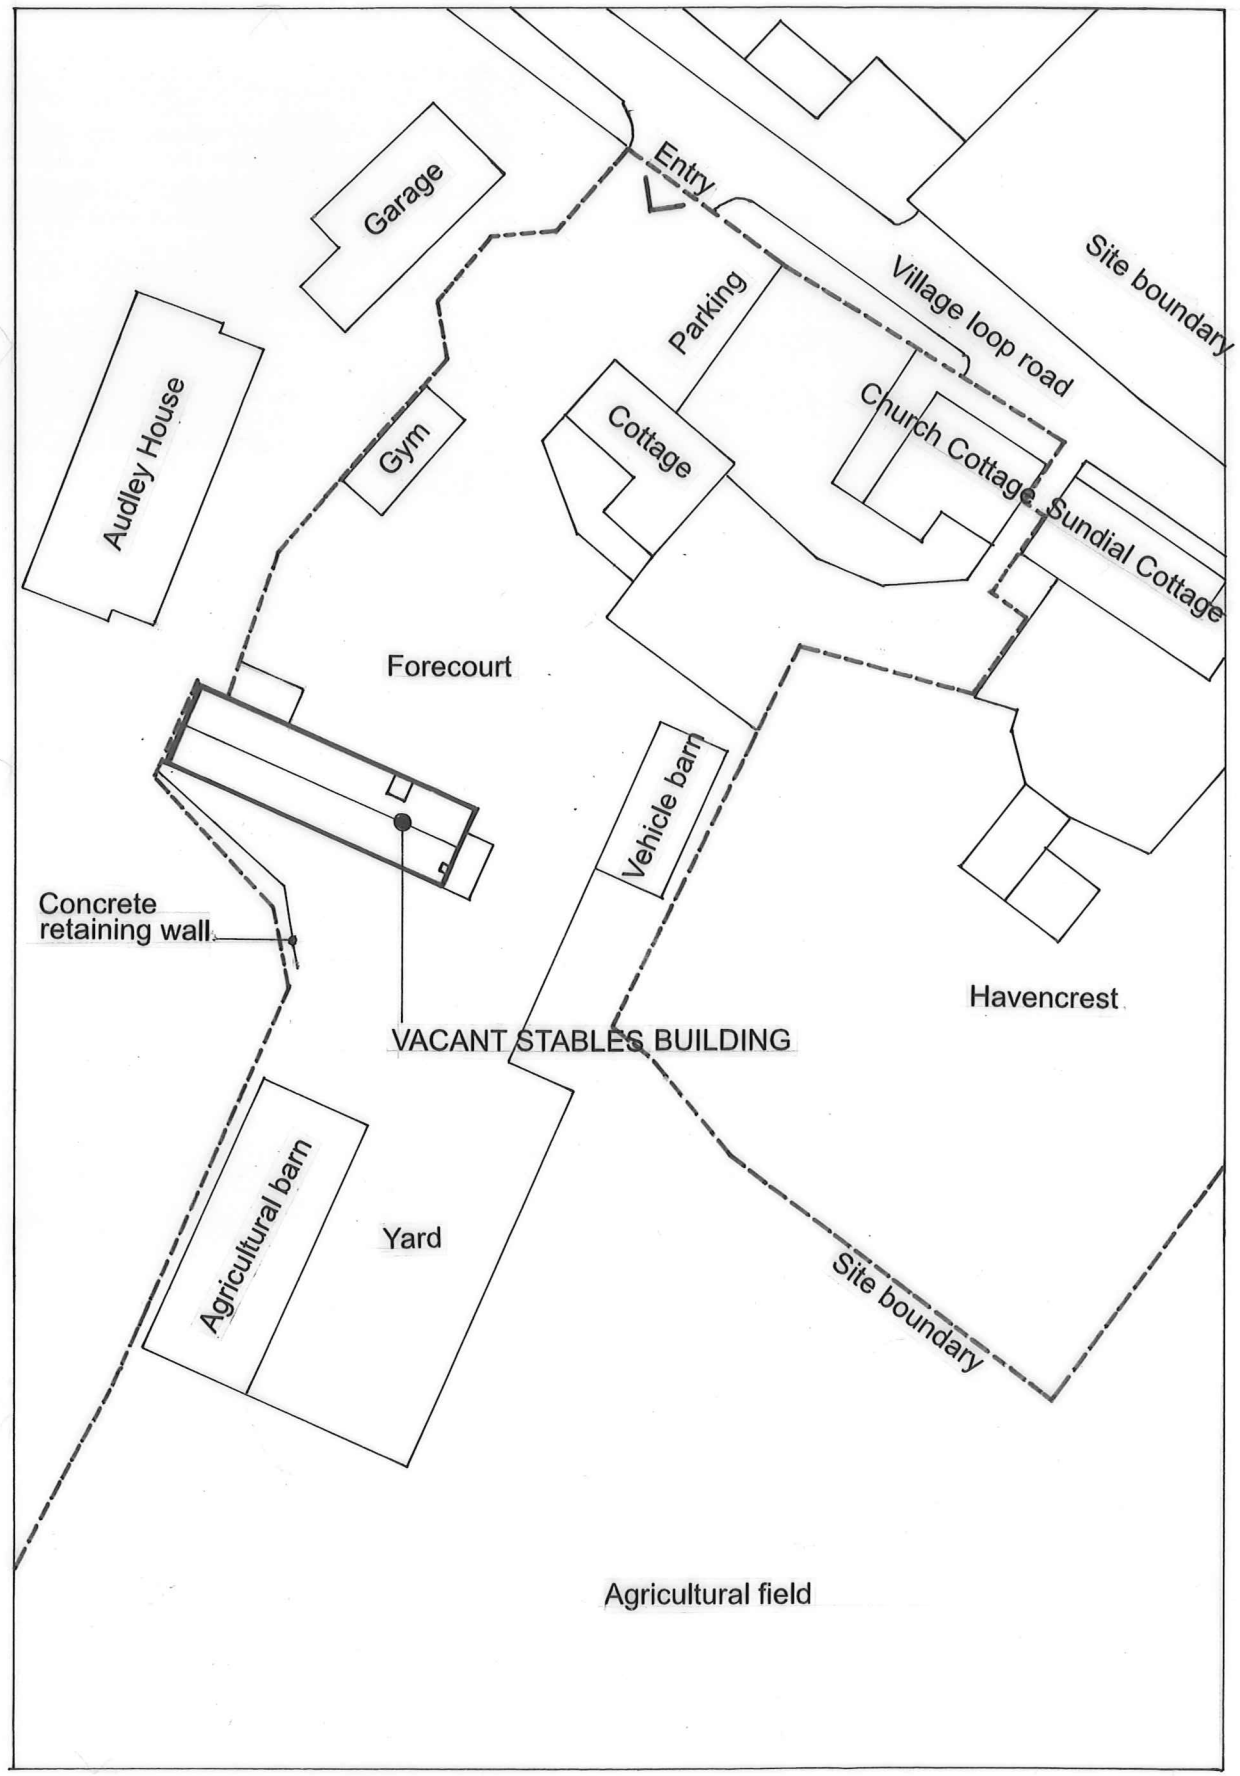 Entry
Garage
Site boundary
Village loop road
Parking
Audley House
Church Cottage
Cottage
Gym
Sundial Cottage
Forecourt
Vehicle barn
Concrete
retaining wall
Havencrest
VACANT STABLES BUILDING
Agricultural barn
Yard
Site boundary
Agricultural field